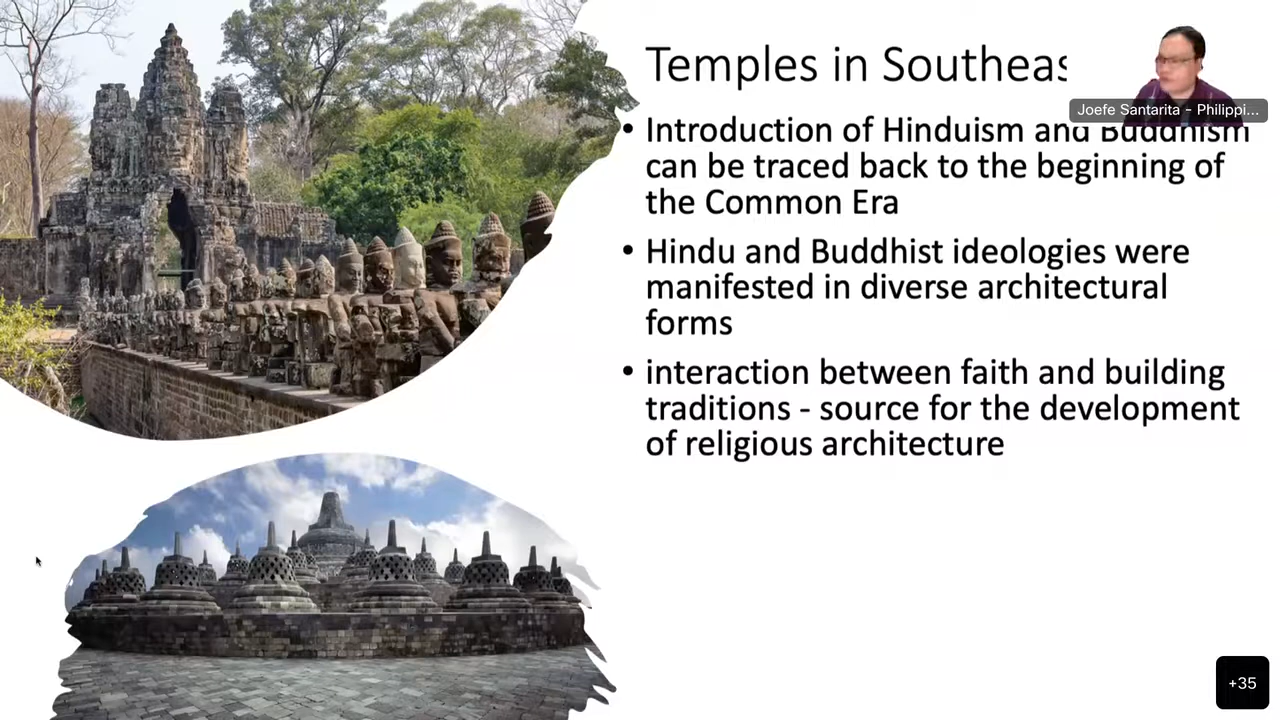 Temples in Southeas
Joefe Santarita - Philippi...
• Introduction of Hinduism and Buddhism
can be traced back to the beginning of
the Common Era
• Hindu and Buddhist ideologies were
manifested in diverse architectural
forms
• interaction between faith and building
traditions - source for the development
of religious architecture
+35